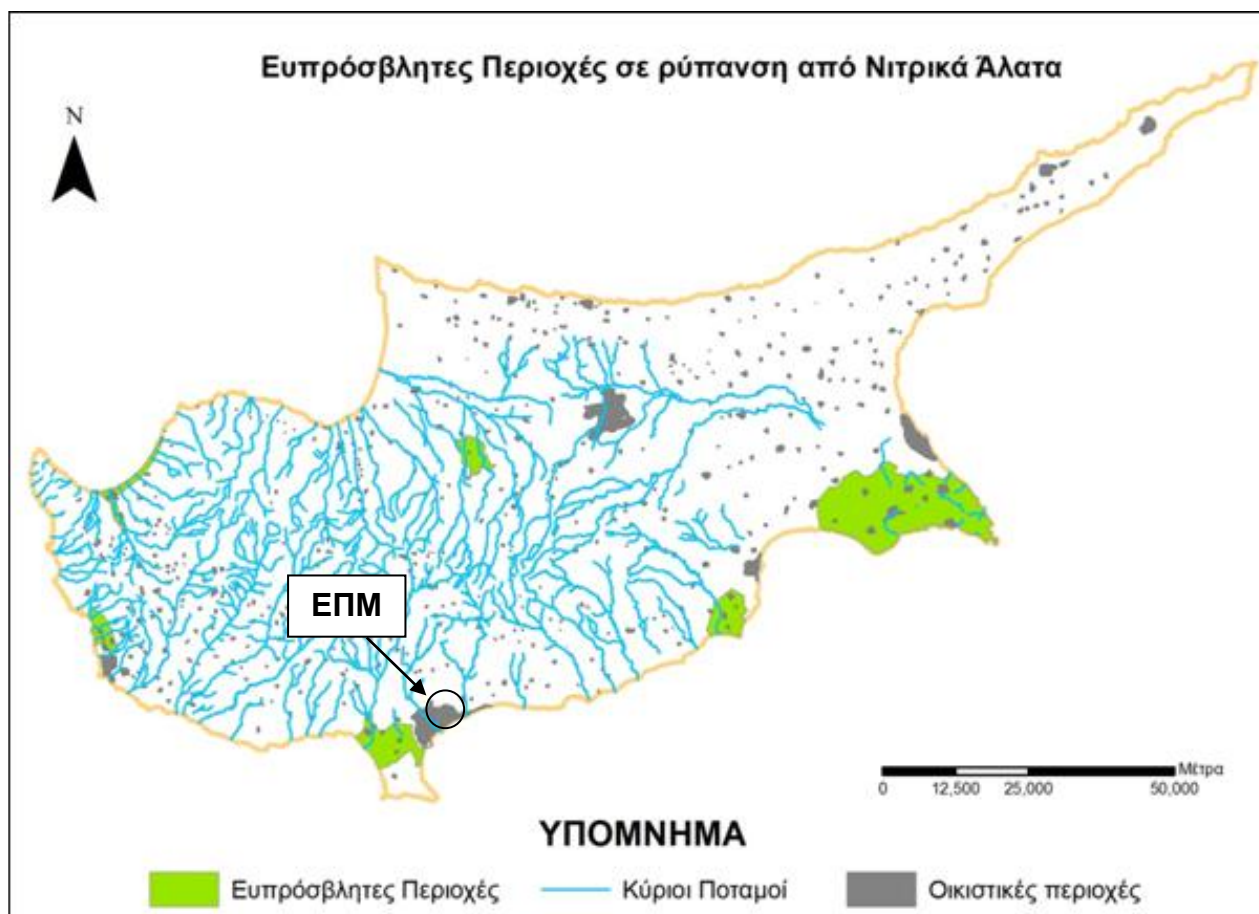 Ευπρόσβλητες Περιοχές σε ρύπανση από Νιτρικά Άλατα
N
ΕΠΜ
Μέτρα
0 12,500 25,000 50,000
ΥΠΟΜΝΗΜΑ
Ευπρόσβλητες Περιοχές Κύριοι Ποταμοί Οικιστικές περιοχές